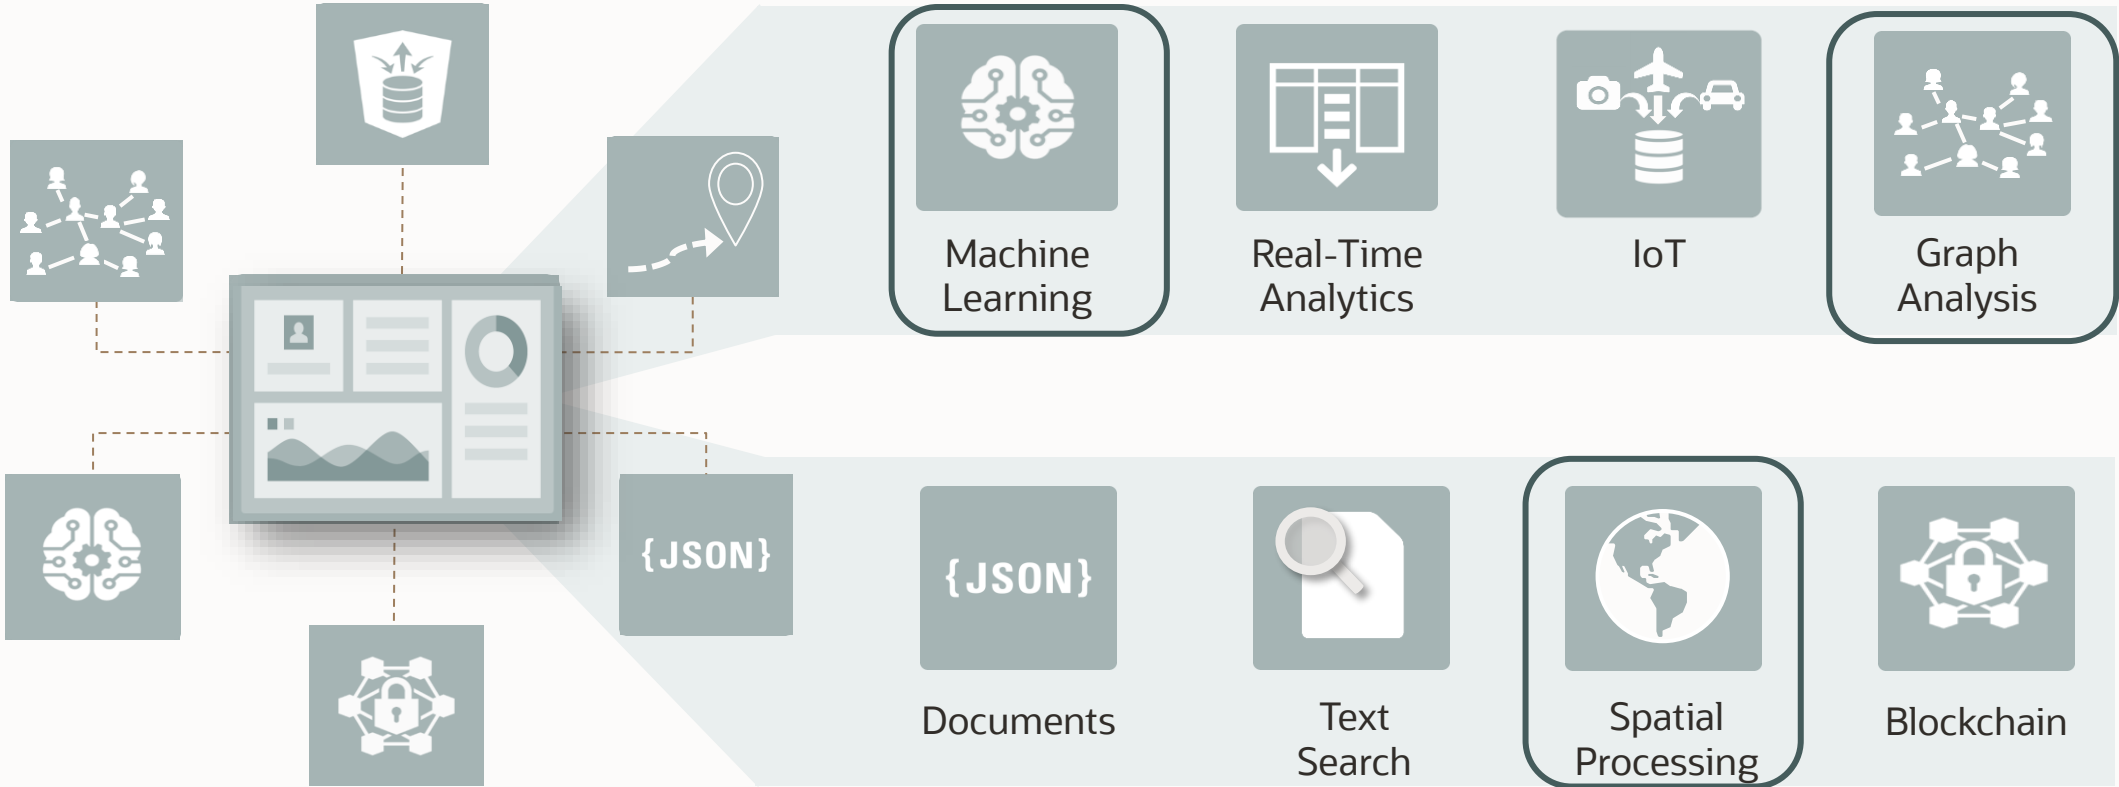 Machine
Learning
Real-Time
Analytics
IoT
Graph
Analysis
{JSON}
{JSON}
Documents
Text
Search
Spatial
Processing
Blockchain